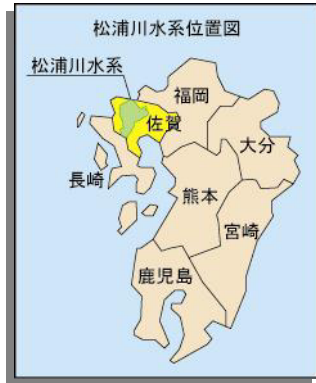 松浦川水系位置図
松浦川水系
福岡
佐賀
大分
長崎
熊本
宮崎
鹿児島